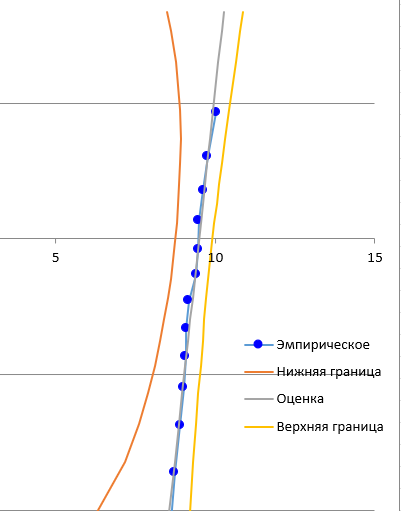 5 10 15
Эмпирическое
Нижняя граница
Оценка
Верхняя граница